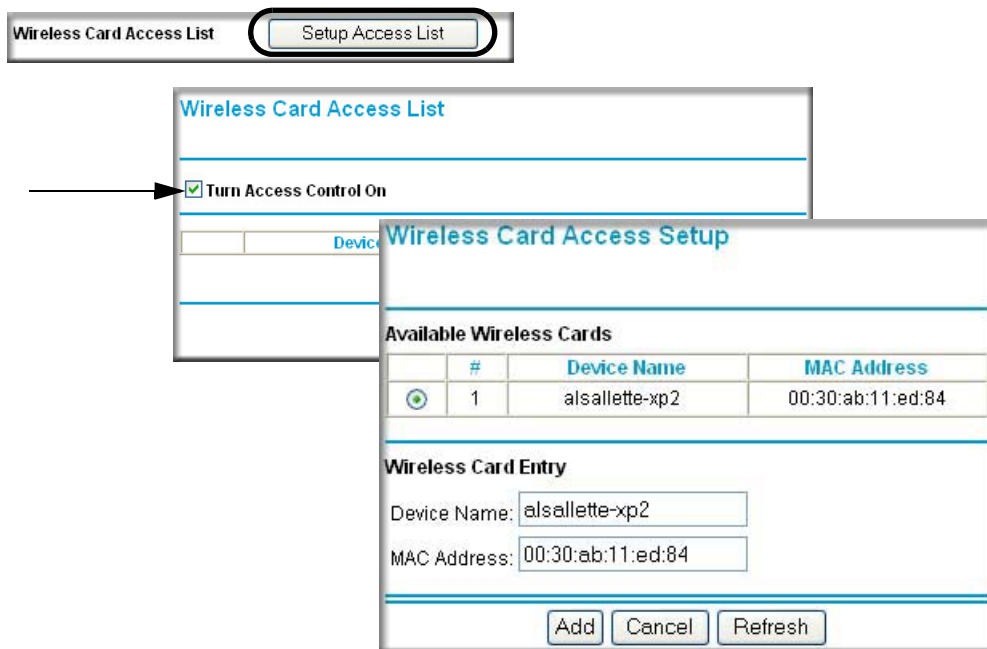 Wireless Card Access List Setup Access List
Wireless Card Access List
Turn Access Control On
Wireless Card Access Setup
Available Wireless Cards
# Device Name MAC Address
1 alsallette-xp2 00:30:ab:11:ed:84
Wireless Card Entry
Device Name: alsallette-xp2
MAC Address: 00:30:ab:11:ed:84
Add Cancel Refresh